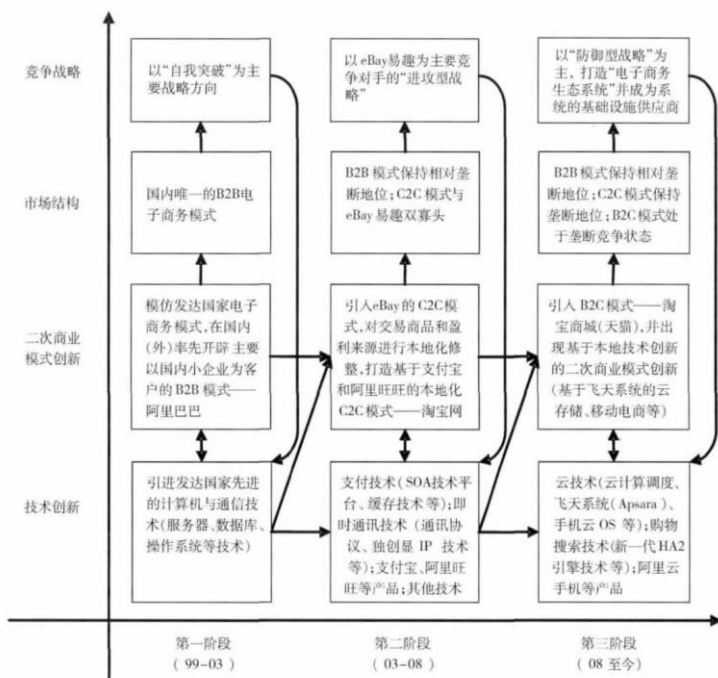 竞争战略
以“自我突破”为主
要战略方向
以eBay易趣为主要竞
争对手的“进攻型战
略”
以“防御型战略”为
主，打造“电子商务
生态系统”并成为系
统的基础设施供应商
市场结构
国内唯一的B2B电
子商务模式
B2B模式保持相对垄
断地位；C2C模式与
eBay易趣双寡头
B2B模式保持相对垄
断地位；C2C模式保持
垄断地位；B2C模式处
于垄断竞争状态
二次商业
模式创新
模仿发达国家电子
商务模式，在国内
(外)率先开辟主要
以国内小企业为客
户的B2B模式——
阿里巴巴
引入eBay的C2C模
式，对交易商品和盈
利来源进行本地化修
整，打造基于支付宝
和阿里旺旺的本地化
C2C模式——淘宝网
引入B2C模式——淘
宝商城(天猫)，并出
现基于本地技术创新
的二次商业模式创新
(基于飞天系统的云
存储、移动电商等)
技术创新
引进发达国家先进
的计算机与通信技
术(服务器、数据库、
操作系统等技术)
支付技术(SOA技术平
台、缓存技术等)；即
时通讯技术（通讯协
议、独创显IP 技术
等)；支付宝、阿里旺
旺等产品；其他技术
云技术(云计算调度、
飞天系统(Apsara)、
手机云OS等)；购物
搜索技术(新一代HA2
引擎技术等)；阿里云
手机等产品
第一阶段
（99-03）
第二阶段
（03-08）
第三阶段
（08至今）